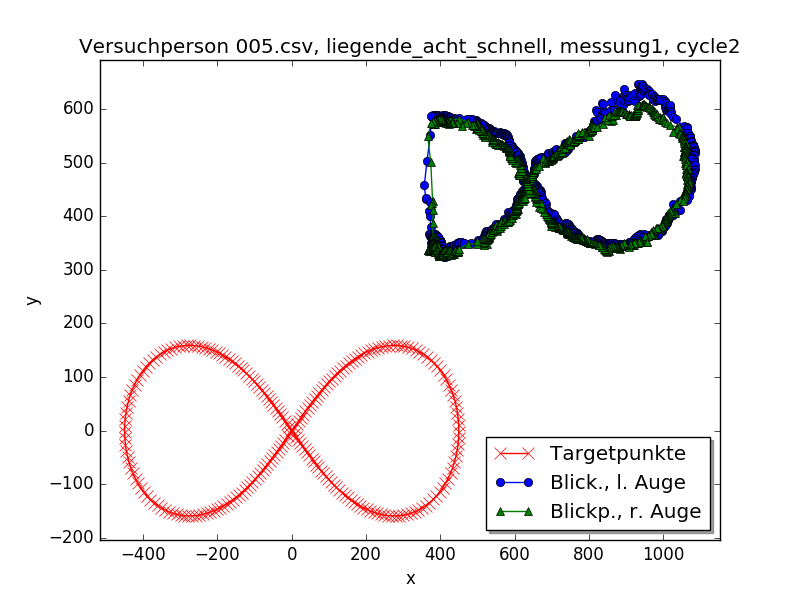 Versuchperson 005.csv, liegende_acht_schnell, messung1, cycle2
600
500
400
300
200
100
0
−100
−200
y
−400 −200 0 200 400 600 800 1000
x
Targetpunkte
Blick., l. Auge
Blickp., r. Auge